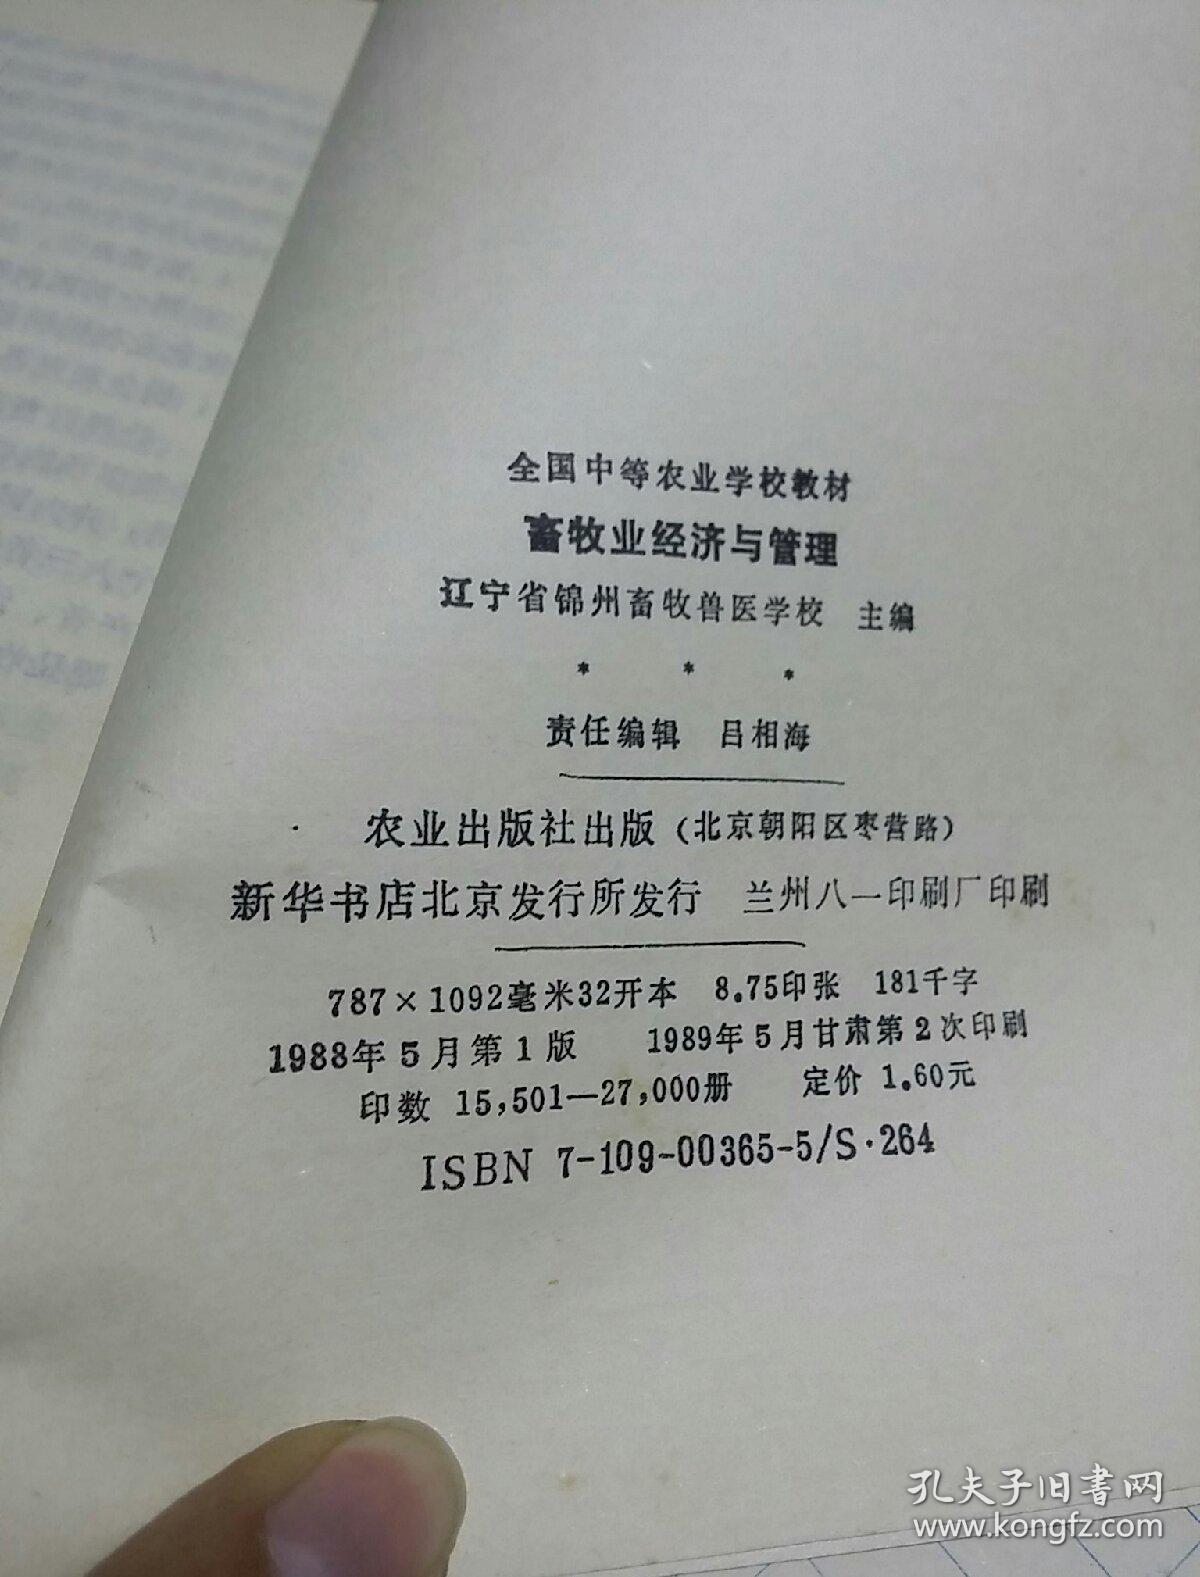 全国中等农业学校教材
畜牧业经济与管理
辽宁省锦州畜牧兽医学校 主编
* * *
责任编辑 吕相海
农业出版社出版（北京朝阳区枣营路）
新华书店北京发行所发行 兰州八一印刷厂印刷
787×1092毫米32开本 8.75印张 181千字
1988年5月第1版 1989年5月甘肃第2次印刷
印数 15,501—27,000册 定价 1.60元
ISBN 7-109-00365-5/S·264
孔夫子旧书网
www.kongfz.com